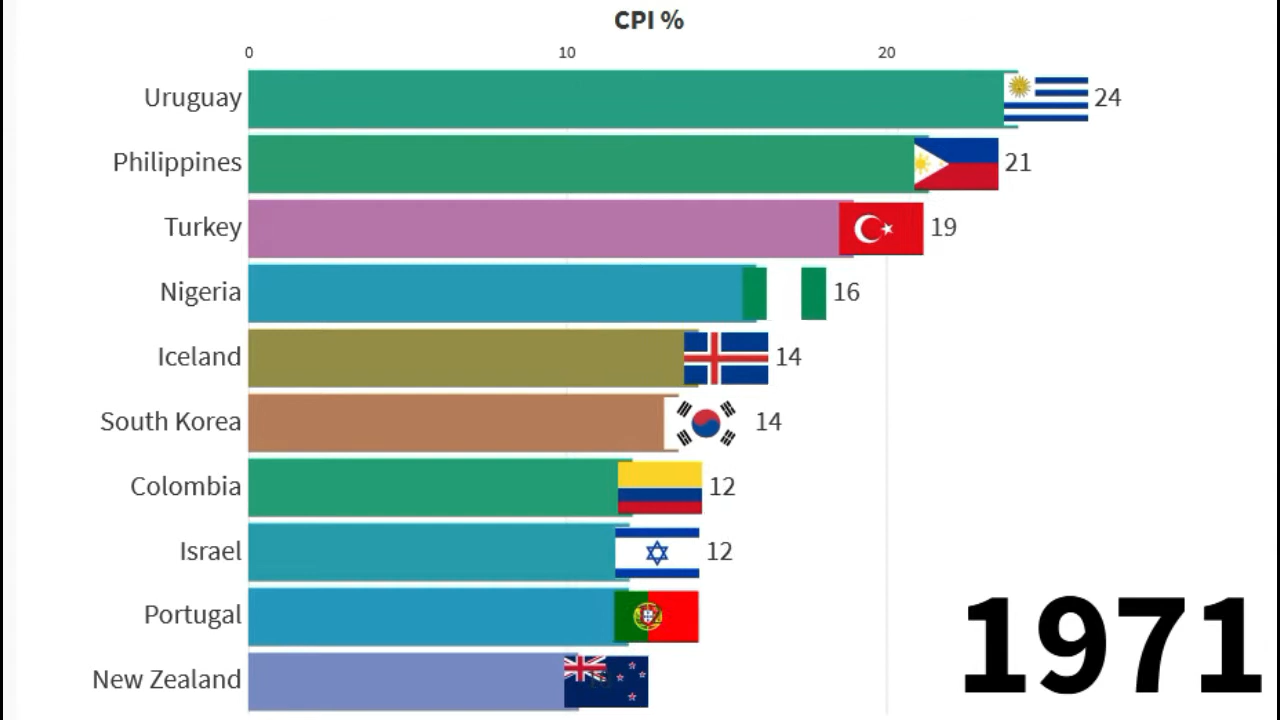 CPI %
0 10 20
Uruguay 24
Philippines 21
Turkey 19
Nigeria 16
Iceland 14
South Korea 14
Colombia 12
Israel 12
Portugal
New Zealand
1971